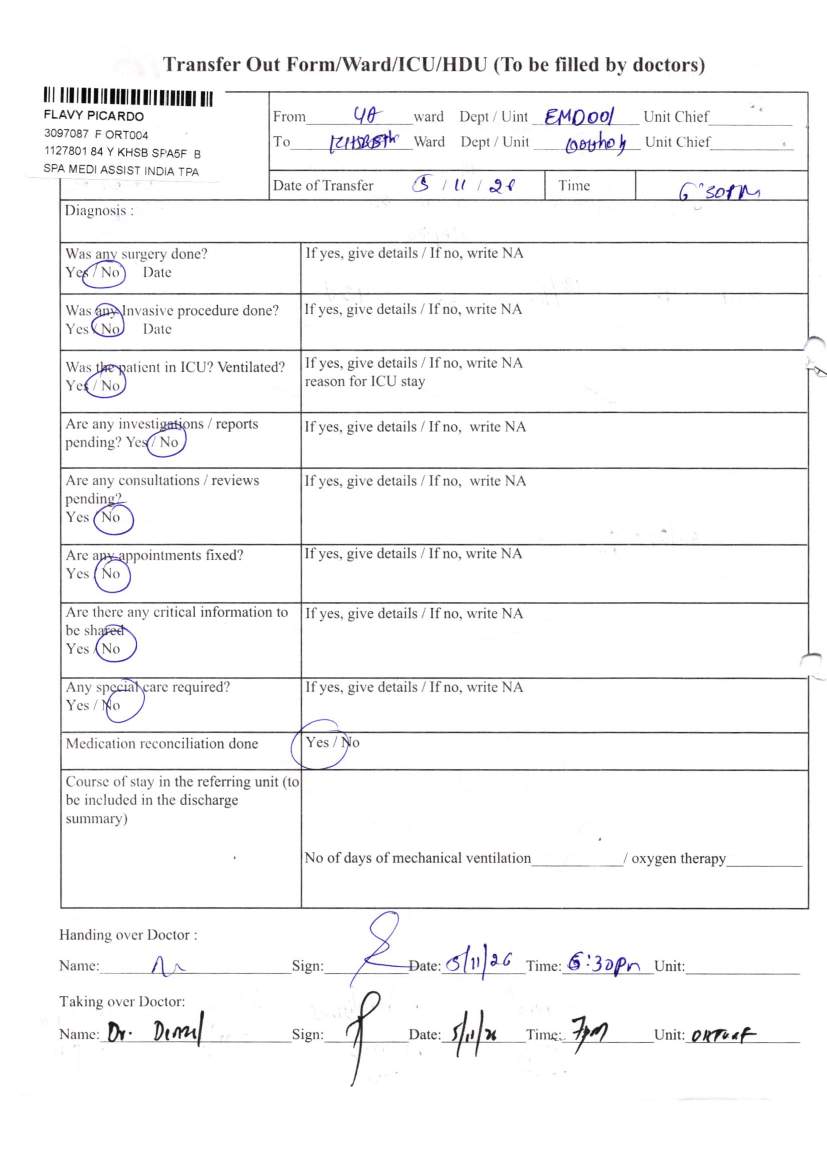 Transfer Out Form/Ward/ICU/HDU (To be filled by doctors)
FLAVY PICARDO
3097087 F ORT004
1127801 84 Y KHSB SPA5F B
SPA MEDI ASSIST INDIA TPA
From ward Dept / Uint EMD001 Unit Chief
To Ward Dept / Unit Unit Chief
Date of Transfer 5 / 11 / 26 Time 6:30PM
Diagnosis :
Was any surgery done? If yes, give details / If no, write NA
Yes / No Date
Was any Invasive procedure done? If yes, give details / If no, write NA
Yes / No Date
Was the patient in ICU? Ventilated? If yes, give details / If no, write NA
Yes / No reason for ICU stay
Are any investigations / reports If yes, give details / If no, write NA
pending? Yes / No
Are any consultations / reviews If yes, give details / If no, write NA
pending?
Yes / No
Are any appointments fixed? If yes, give details / If no, write NA
Yes / No
Are there any critical information to If yes, give details / If no, write NA
be shared
Yes / No
Any special care required? If yes, give details / If no, write NA
Yes / No
Medication reconciliation done Yes / No
Course of stay in the referring unit (to
be included in the discharge
summary)
No of days of mechanical ventilation / oxygen therapy
Handing over Doctor :
Name: Sign: Date: 5/11/26 Time: 6:30Pm Unit:
Taking over Doctor:
Name: Dr. Sign: Date: 5/11/26 Time: 7pm Unit: